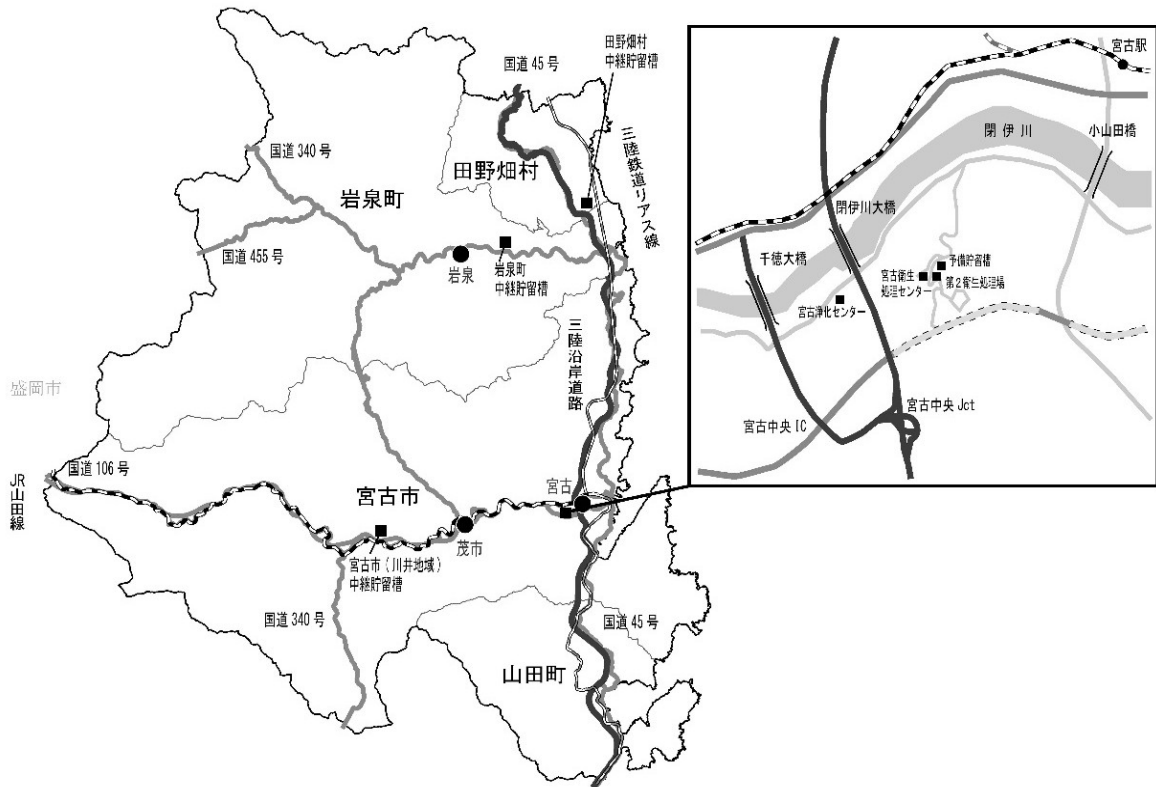 田野畑村
中継貯留槽
国道 45 号
三陸鉄道リアス線
国道 340 号
田野畑村
岩泉町
国道 455 号
岩泉
岩泉町
中継貯留槽
三陸沿岸道路
盛岡市
JR山田線
国道 106 号
宮古市
宮古
茂市
宮古市（川井地域）
中継貯留槽
国道 340 号
国道 45 号
山田町
宮古駅
閉 伊 川
小山田橋
閉伊川大橋
千徳大橋
予備貯留槽
宮古衛生
処理センター
第２衛生処理場
宮古浄化センター
宮古中央 Jct
宮古中央 IC